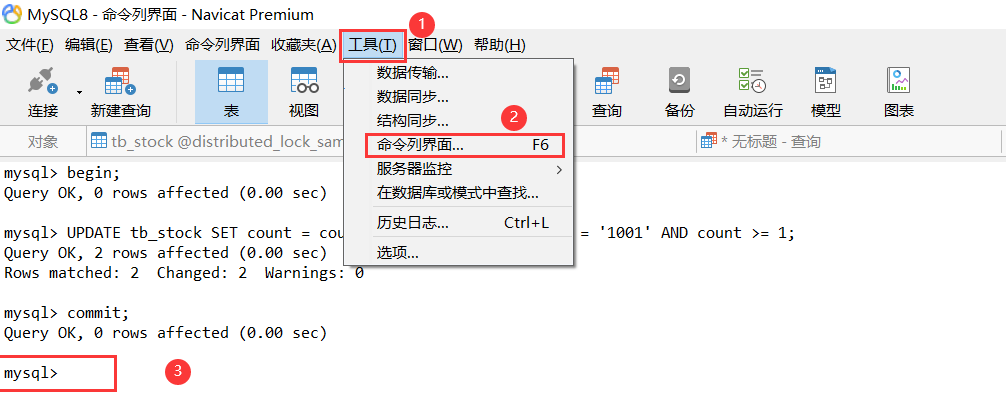 MySQL8 - 命令列界面 - Navicat Premium
1
文件(F) 编辑(E) 查看(V) 命令列界面 收藏夹(A) 工具(T) 窗口(W) 帮助(H)
连接 新建查询 表 视图 查询 备份 自动运行 模型 图表
数据传输...
数据同步...
结构同步...
2
命令列界面... F6
服务器监控
在数据库或模式中查找...
历史日志... Ctrl+L
选项...
对象 tb_stock @distributed_lock_sam * 无标题 - 查询
mysql> begin;
Query OK, 0 rows affected (0.00 sec)
mysql> UPDATE tb_stock SET count = cou = '1001' AND count >= 1;
Query OK, 2 rows affected (0.00 sec)
Rows matched: 2 Changed: 2 Warnings: 0
mysql> commit;
Query OK, 0 rows affected (0.00 sec)
mysql> 3